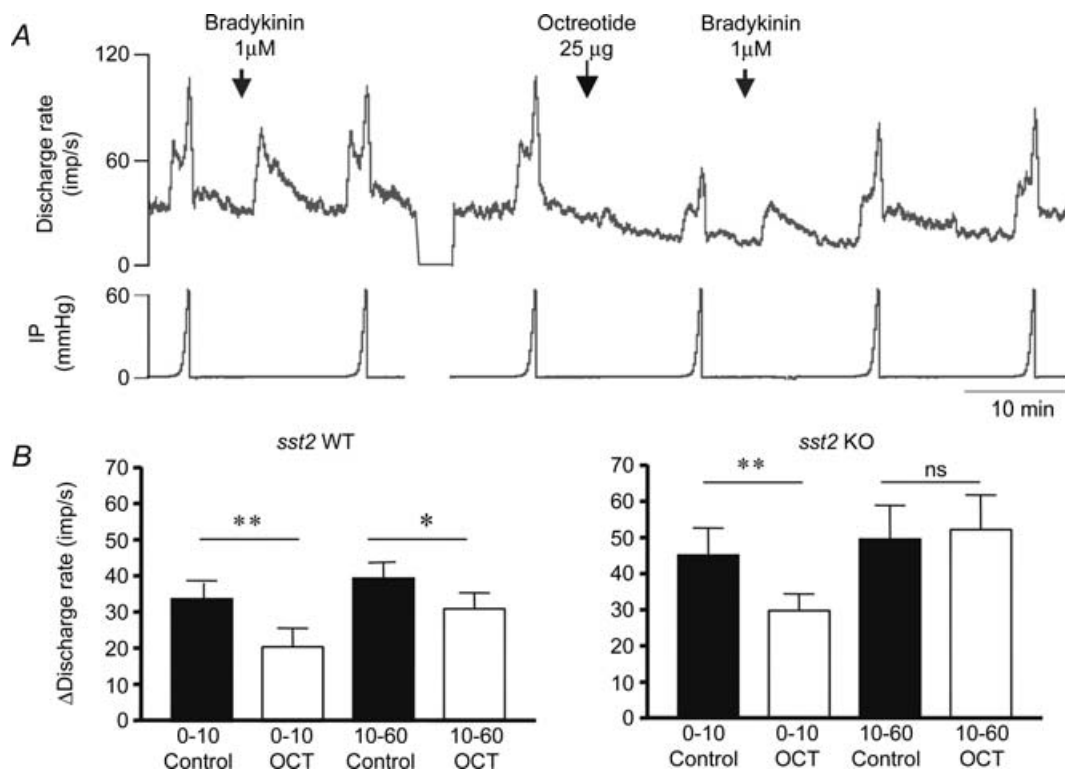 A
Bradykinin
1μM
Octreotide
25 μg
Bradykinin
1μM
120
60
0
Discharge rate
(imp/s)
60
0
IP
(mmHg)
10 min
B
sst2 WT
ΔDischarge rate (imp/s)
70
60
50
40
30
20
10
0
**
*
0-10
Control
0-10
OCT
10-60
Control
10-60
OCT
sst2 KO
70
60
50
40
30
20
10
0
**
ns
0-10
Control
0-10
OCT
10-60
Control
10-60
OCT